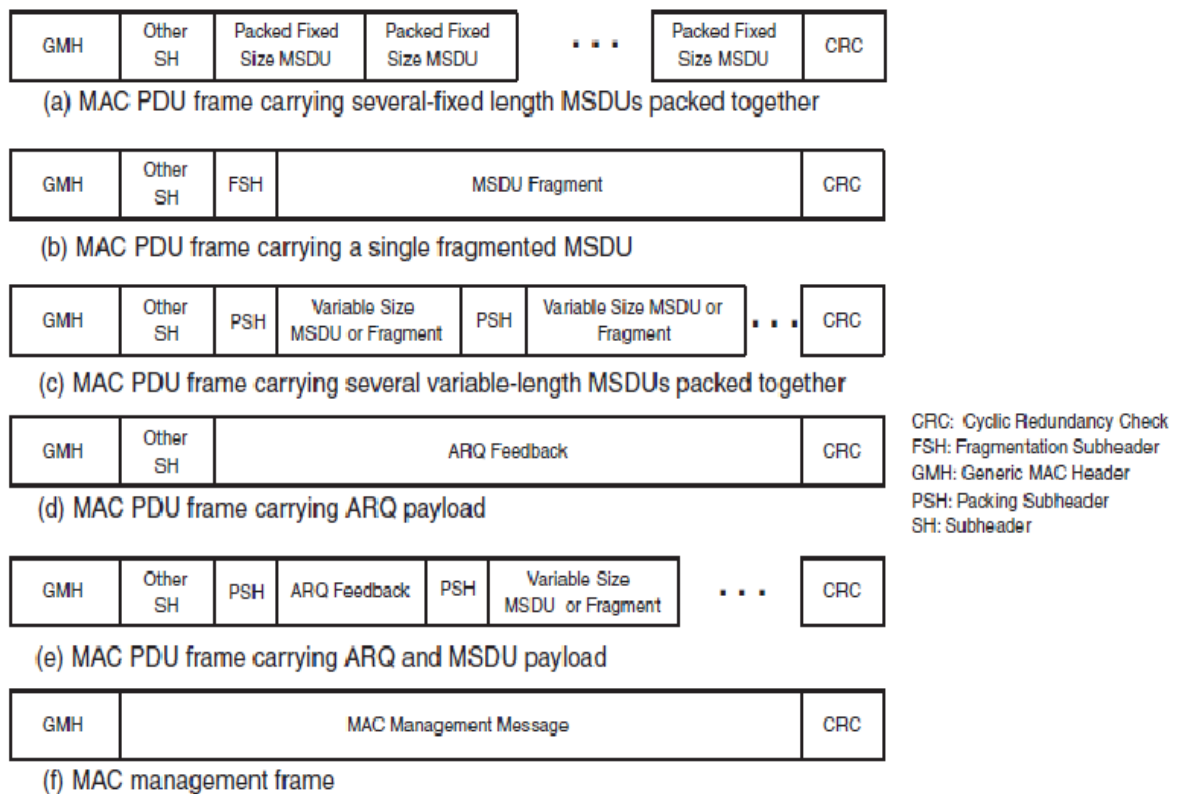 GMH
Other
SH
Packed Fixed
Size MSDU
Packed Fixed
Size MSDU
. . .
Packed Fixed
Size MSDU
CRC
(a) MAC PDU frame carrying several-fixed length MSDUs packed together
GMH
Other
SH
FSH
MSDU Fragment
CRC
(b) MAC PDU frame carrying a single fragmented MSDU
GMH
Other
SH
PSH
Variable Size
MSDU or Fragment
PSH
Variable Size MSDU or
Fragment
. . .
CRC
(c) MAC PDU frame carrying several variable-length MSDUs packed together
GMH
Other
SH
ARQ Feedback
CRC
(d) MAC PDU frame carrying ARQ payload
CRC: Cyclic Redundancy Check
FSH: Fragmentation Subheader
GMH: Generic MAC Header
PSH: Packing Subheader
SH: Subheader
GMH
Other
SH
PSH
ARQ Feedback
PSH
Variable Size
MSDU or Fragment
. . .
CRC
(e) MAC PDU frame carrying ARQ and MSDU payload
GMH
MAC Management Message
CRC
(f) MAC management frame